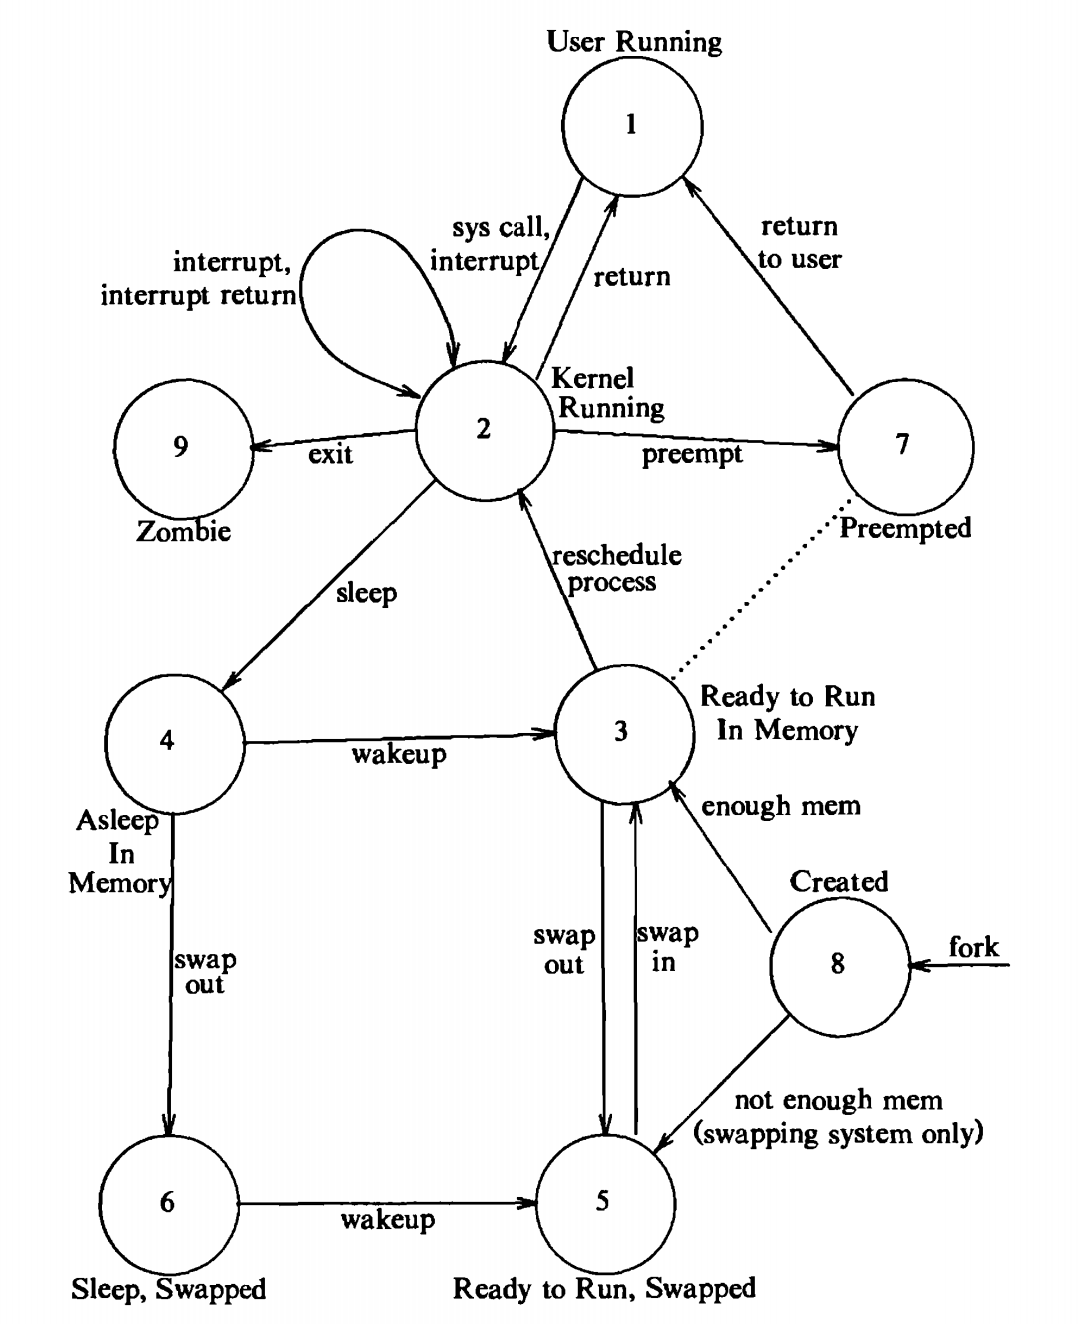 User Running
1
sys call,
interrupt
return
return
to user
interrupt,
interrupt return
Kernel
Running
2
9
7
exit
preempt
Zombie
Preempted
reschedule
process
sleep
Ready to Run
In Memory
3
4
wakeup
enough mem
Asleep
In
Memory
Created
8
fork
swap
out
swap
in
swap
out
not enough mem
(swapping system only)
6
5
wakeup
Sleep, Swapped
Ready to Run, Swapped